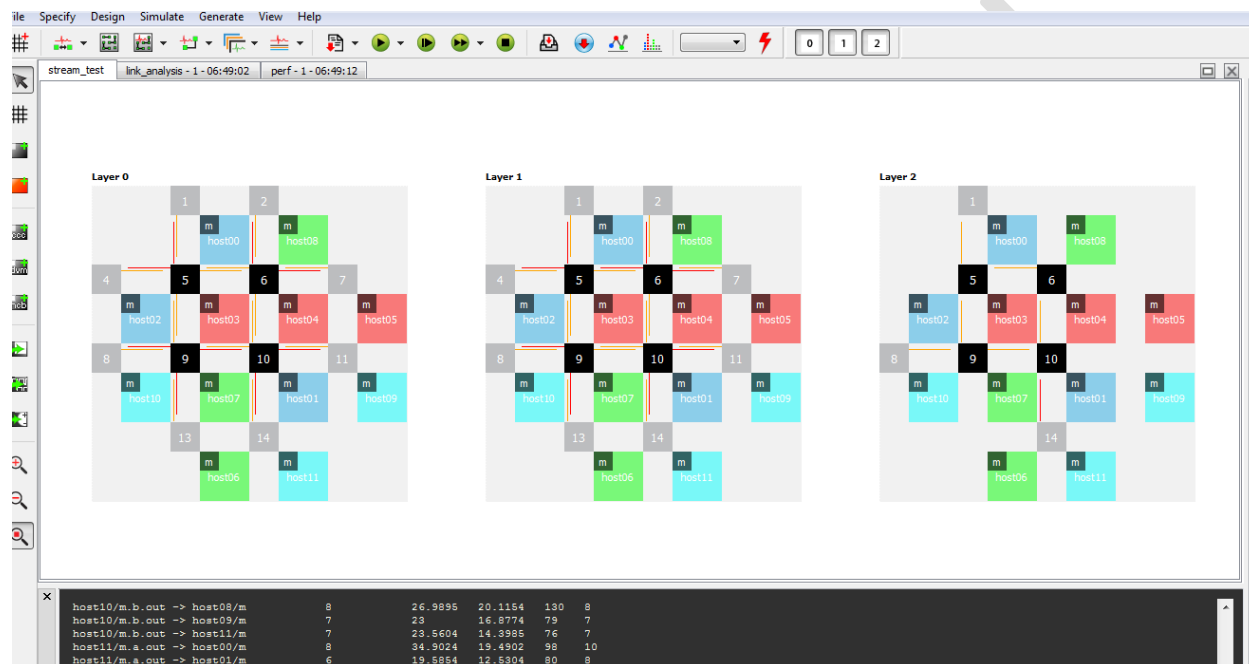 ile Specify Design Simulate Generate View Help
0 1 2
stream_test link_analysis - 1 - 06:49:02 perf - 1 - 06:49:12
Layer 0
1 2
m m
host00 host08
4 5 6 7
m m m m
host02 host03 host04 host05
8 9 10 11
m m m m
host10 host07 host01 host09
13 14
m m
host06 host11
Layer 1
1 2
m m
host00 host08
4 5 6 7
m m m m
host02 host03 host04 host05
8 9 10 11
m m m m
host10 host07 host01 host09
13 14
m m
host06 host11
Layer 2
1
m m
host00 host08
5 6
m m m m
host02 host03 host04 host05
8 9 10
m m m m
host10 host07 host01 host09
14
m m
host06 host11
host10/m.b.out -> host08/m 8 26.9895 20.1154 130 8
host10/m.b.out -> host09/m 7 23 16.8774 79 7
host10/m.b.out -> host11/m 7 23.5604 14.3985 76 7
host11/m.a.out -> host00/m 8 34.9024 19.4902 98 10
host11/m.a.out -> host01/m 6 19.5854 12.5304 80 8